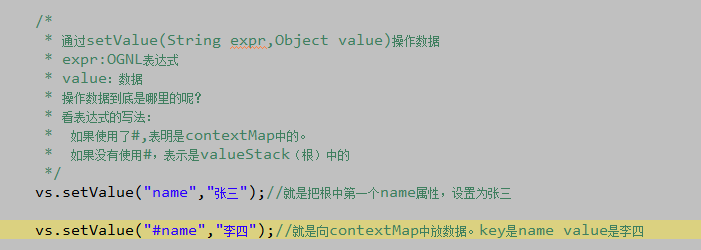 /*
* 通过setValue(String expr,Object value)操作数据
* expr:OGNL表达式
* value：数据
* 操作数据到底是哪里的呢？
* 看表达式的写法：
* 如果使用了#,表明是contextMap中的。
* 如果没有使用#，表示是valueStack（根）中的
*/
vs.setValue("name","张三");//就是把根中第一个name属性，设置为张三
vs.setValue("#name","李四");//就是向contextMap中放数据。key是name value是李四